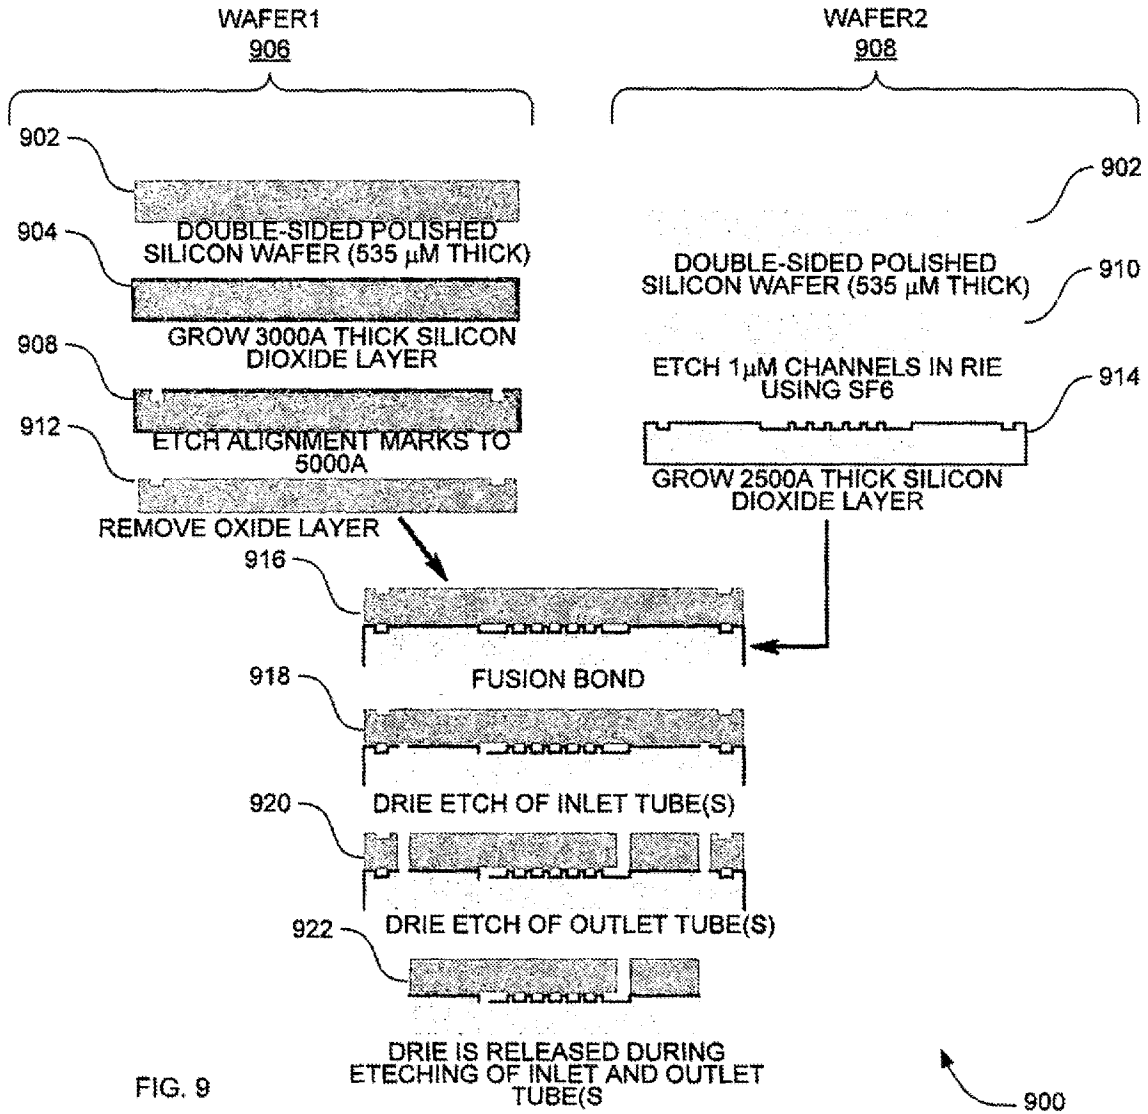 WAFER1
906
WAFER2
908
902
DOUBLE-SIDED POLISHED
SILICON WAFER (535 µM THICK)
904
GROW 3000A THICK SILICON
DIOXIDE LAYER
908
ETCH ALIGNMENT MARKS TO
5000A
912
REMOVE OXIDE LAYER
902
DOUBLE-SIDED POLISHED
SILICON WAFER (535 µM THICK)
910
ETCH 1µM CHANNELS IN RIE
USING SF6
914
GROW 2500A THICK SILICON
DIOXIDE LAYER
916
FUSION BOND
918
DRIE ETCH OF INLET TUBE(S)
920
DRIE ETCH OF OUTLET TUBE(S)
922
DRIE IS RELEASED DURING
ETECHING OF INLET AND OUTLET
TUBE(S
FIG. 9
900